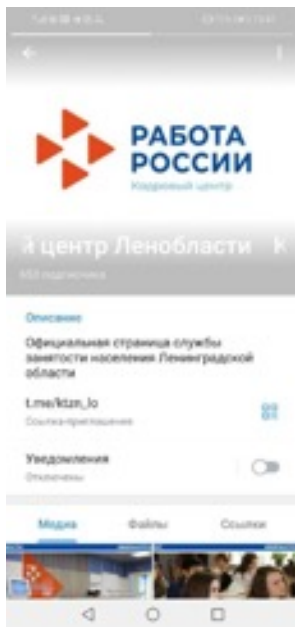 РАБОТА
РОССИИ
Кадровый центр
й центр Ленобласти К
Описание
Официальная страница службы
занятости населения Ленинградской
области
t.me/ktzn_lo
Ссылка-приглашение
Уведомления
Отключены
Медиа Файлы Ссылки